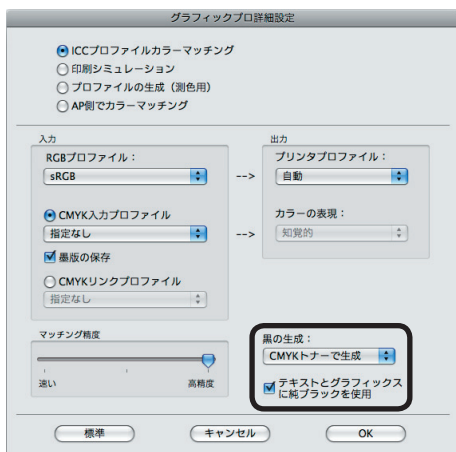 グラフィックプロ詳細設定
ICCプロファイルカラーマッチング
印刷シミュレーション
プロファイルの生成（測色用）
AP側でカラーマッチング
入力
RGBプロファイル：
sRGB
-->
出力
プリンタプロファイル：
自動
CMYK入力プロファイル
指定なし
-->
カラーの表現：
知覚的
墨版の保存
CMYKリンクプロファイル
指定なし
マッチング精度
速い
高精度
黒の生成：
CMYKトナーで生成
テキストとグラフィックス
に純ブラックを使用
標準
キャンセル
OK